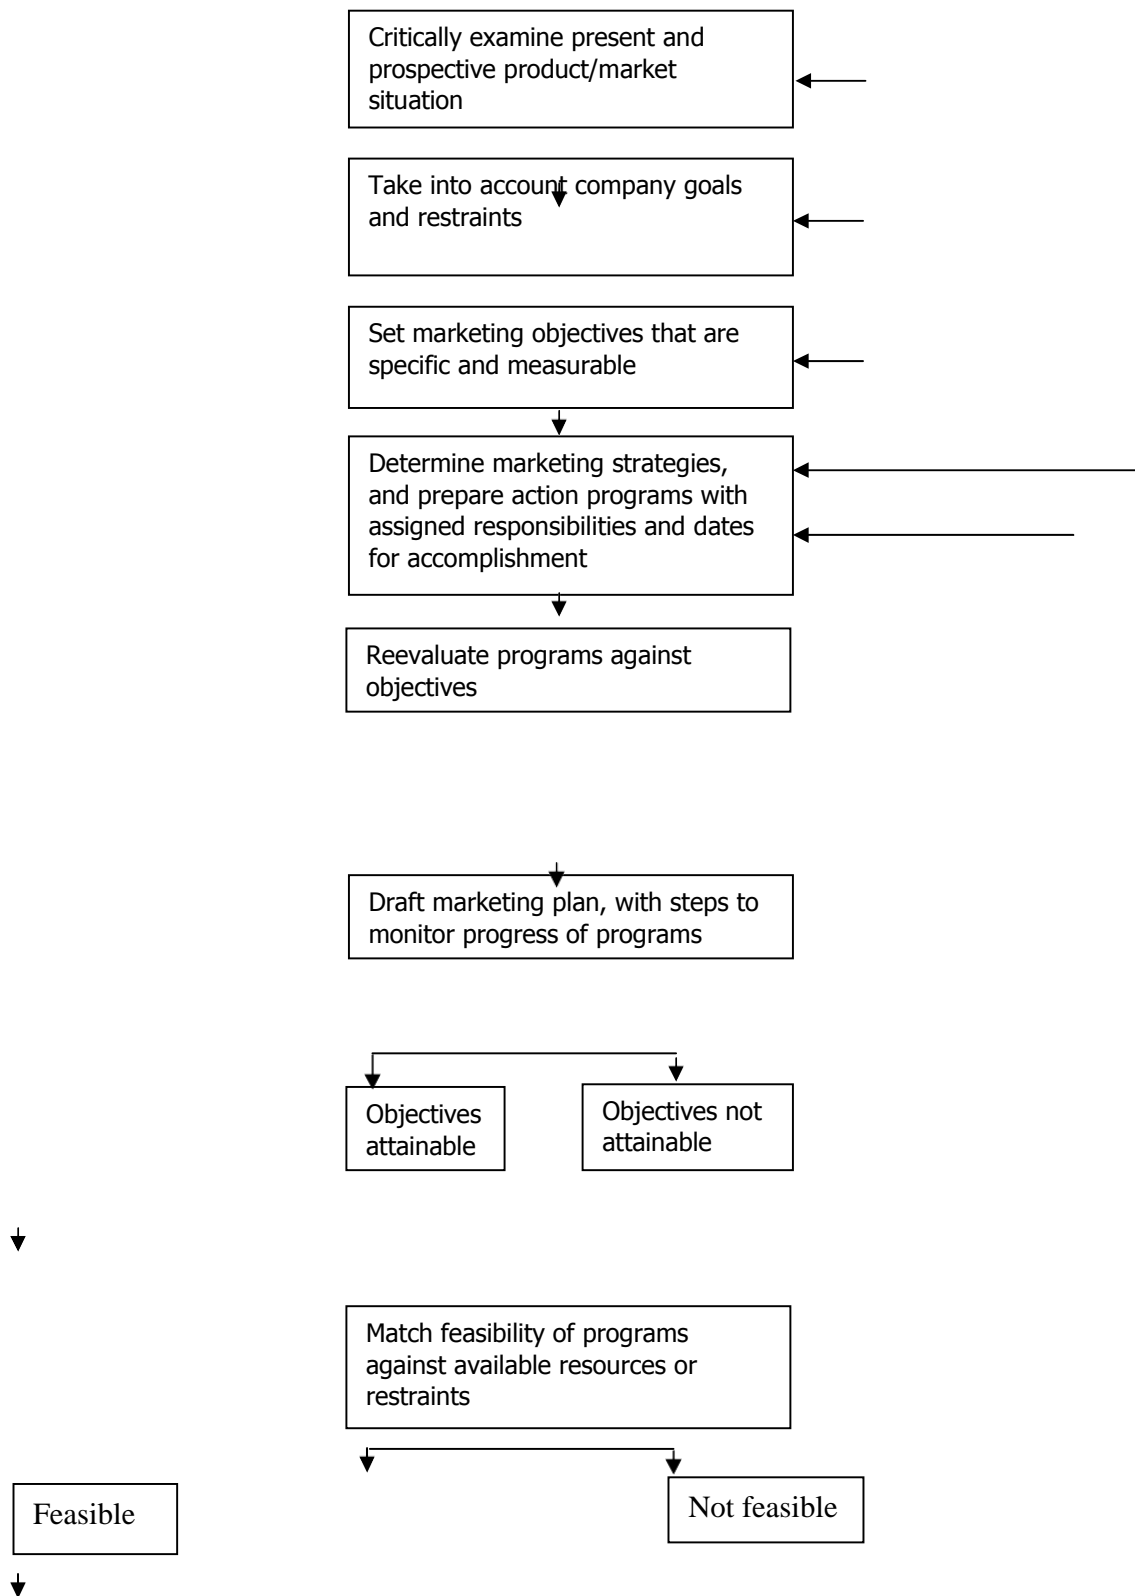 Critically examine present and
prospective product/market
situation
Take into account company goals
and restraints
Set marketing objectives that are
specific and measurable
Determine marketing strategies,
and prepare action programs with
assigned responsibilities and dates
for accomplishment
Reevaluate programs against
objectives
Draft marketing plan, with steps to
monitor progress of programs
Objectives
attainable
Objectives not
attainable
Match feasibility of programs
against available resources or
restraints
Feasible
Not feasible